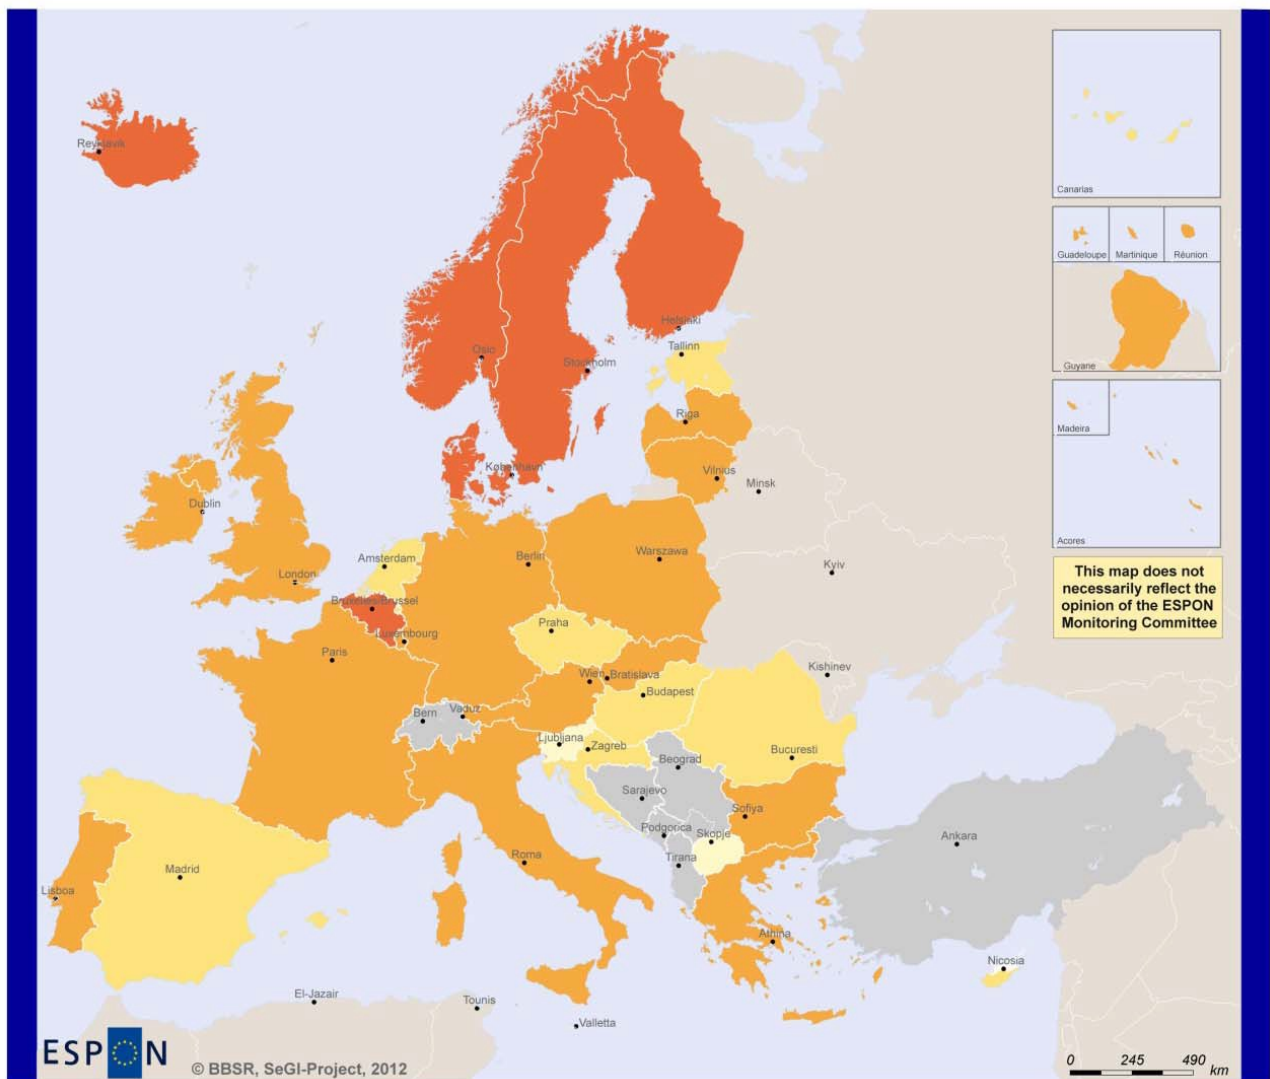 Reykjavik
Canarias
Guadeloupe
Martinique
Réunion
Guyane
Madeira
Acores
Helsinki
Tallinn
Oslo
Stockholm
Riga
København
Vilnius
Minsk
Dublin
Amsterdam
Berlin
Warszawa
Kyiv
London
Bruxelles/Brussel
Praha
Luxembourg
Paris
Kishinev
Wien
Bratislava
Budapest
Bern
Vaduz
Ljubljana
Zagreb
Bucuresti
Beograd
Sarajevo
Sofiya
Podgorica
Skopje
Ankara
Tirana
Roma
Madrid
Lisboa
Athina
Nicosia
El-Jazair
Tounis
Valletta
This map does not
necessarily reflect the
opinion of the ESPON
Monitoring Committee
ESPON
© BBSR, SeGI-Project, 2012
0 245 490
km